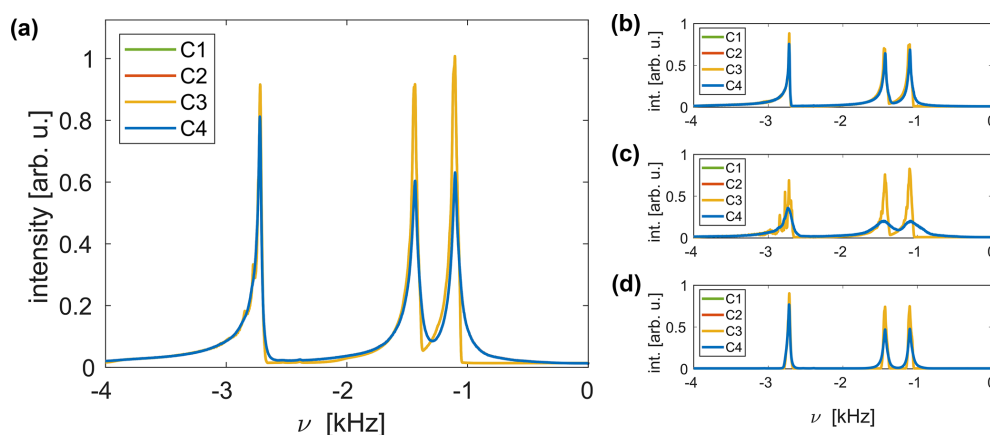 (a)
intensity [arb. u.]
1
0.8
0.6
0.4
0.2
0
C1
C2
C3
C4
-4
-3
-2
-1
0
ν [kHz]
(b)
int. [arb. u.]
1
0.5
0
C1
C2
C3
C4
-4
-3
-2
-1
0
(c)
int. [arb. u.]
1
0.5
0
C1
C2
C3
C4
-4
-3
-2
-1
0
(d)
int. [arb. u.]
1
0.5
0
C1
C2
C3
C4
-4
-3
-2
-1
0
ν [kHz]